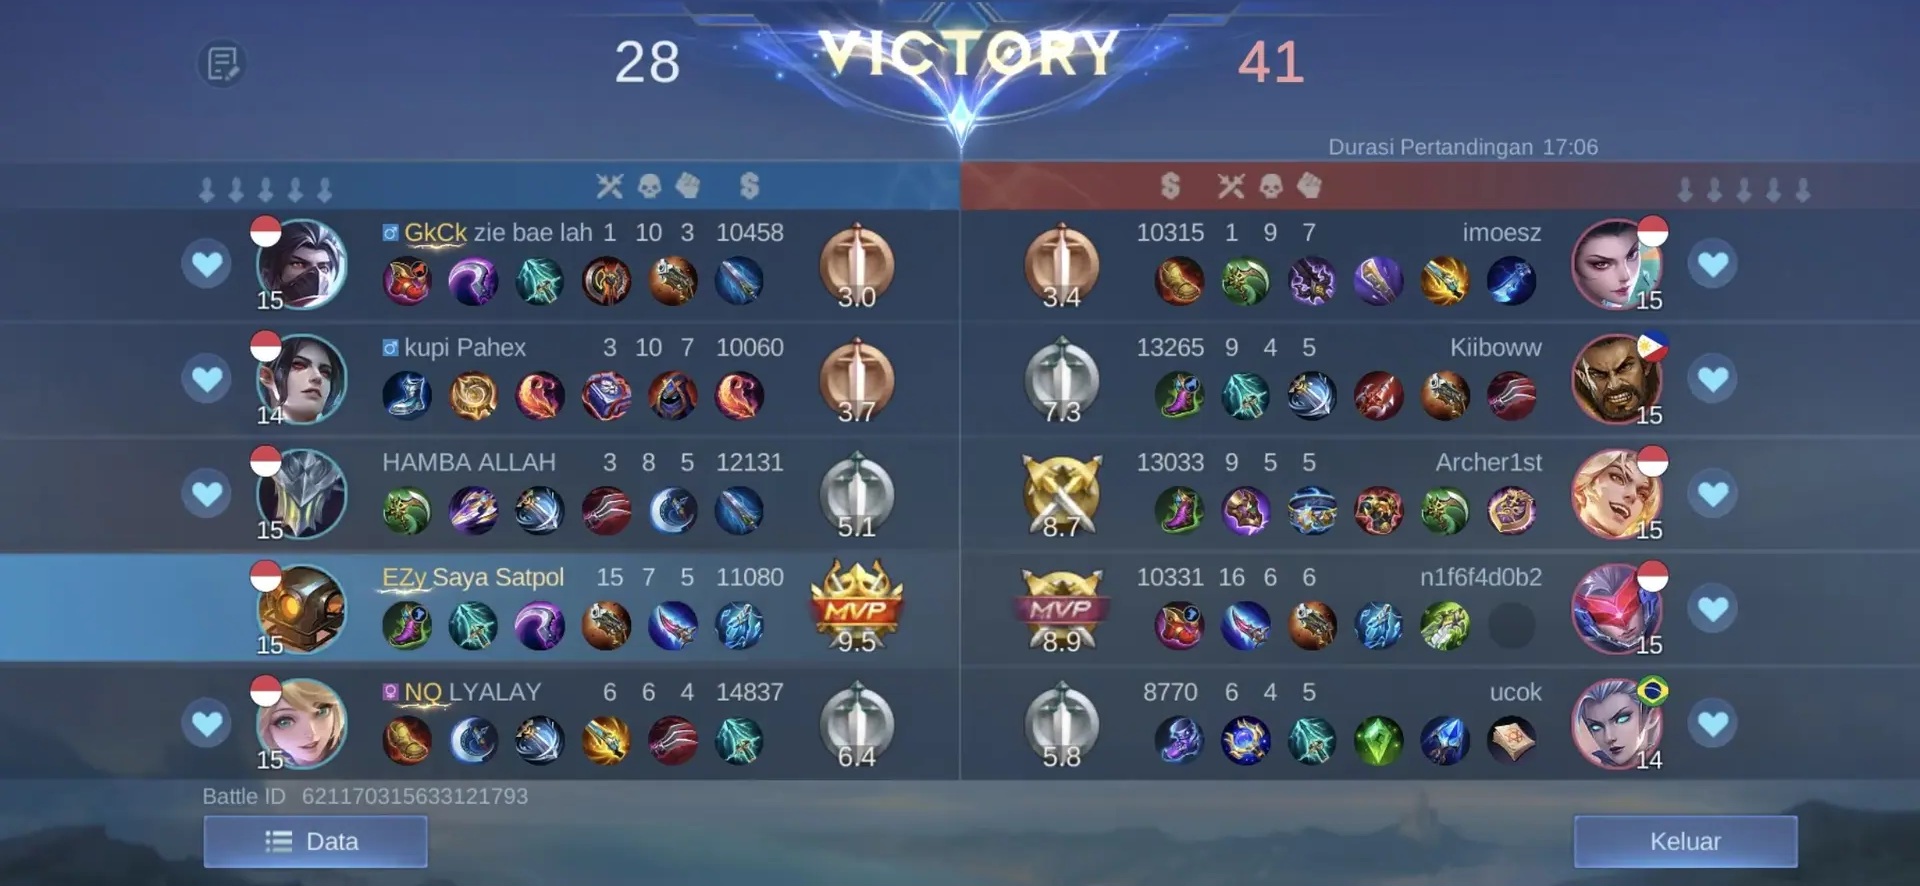 28 VICTORY 41
Durasi Pertandingan 17:06
GkCk zie bae lah 1 10 3 10458
15 3.0
10315 1 9 7 imoesz
3.4 15
kupi Pahex 3 10 7 10060
14 3.7
13265 9 4 5 Kiiboww
7.3 15
HAMBA ALLAH 3 8 5 12131
15 5.1
13033 9 5 5 Archer1st
8.7 15
EZy Saya Satpol 15 7 5 11080
MVP
15 9.5
10331 16 6 6 n1f6f4d0b2
MVP
8.9 15
NQ LYALAY 6 6 4 14837
15 6.4
8770 6 4 5 ucok
5.8 14
Battle ID 621170315633121793
Data
Keluar